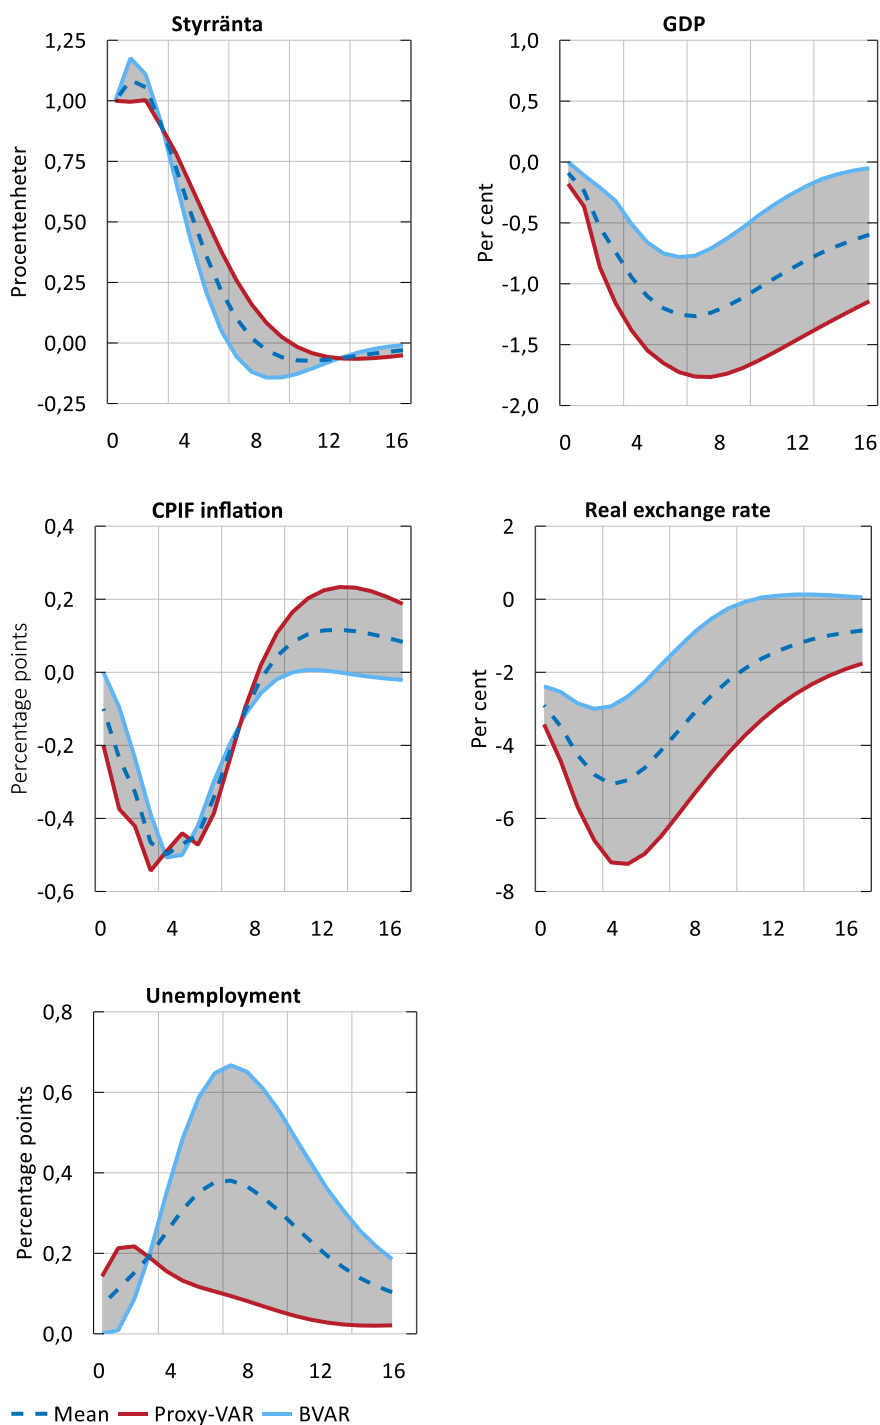 Styrränta
1,25
1,00
0,75
0,50
0,25
0,00
-0,25
Procentenheter
0 4 8 12 16
GDP
1,0
0,5
0,0
-0,5
-1,0
-1,5
-2,0
Per cent
0 4 8 12 16
CPIF inflation
0,4
0,2
0,0
-0,2
-0,4
-0,6
Percentage points
0 4 8 12 16
Real exchange rate
2
0
-2
-4
-6
-8
Per cent
0 4 8 12 16
Unemployment
0,8
0,6
0,4
0,2
0,0
Percentage points
0 4 8 12 16
Mean Proxy-VAR BVAR